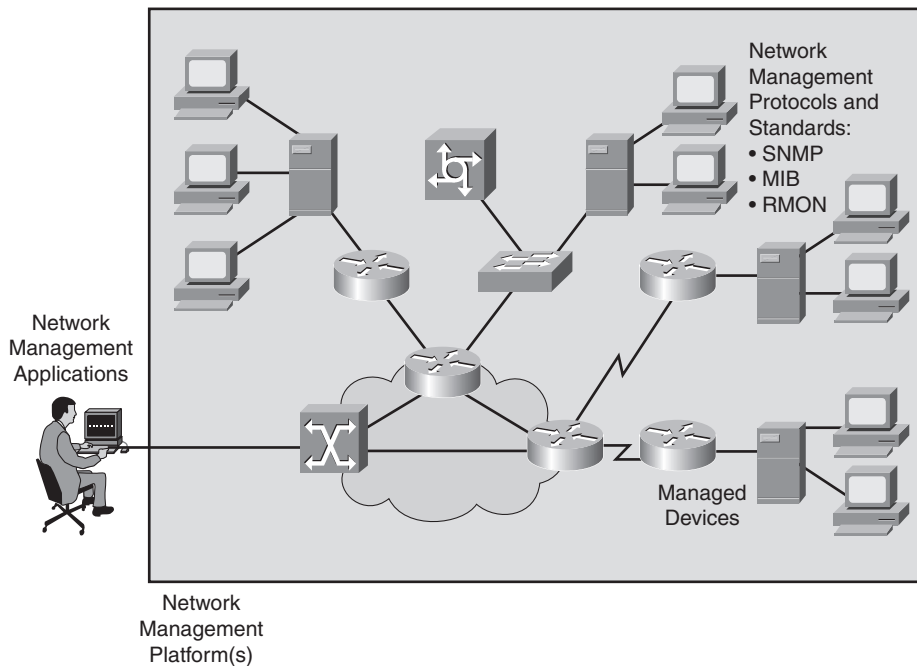 Network
Management
Protocols and
Standards:
• SNMP
• MIB
• RMON
Network
Management
Applications
Managed
Devices
Network
Management
Platform(s)